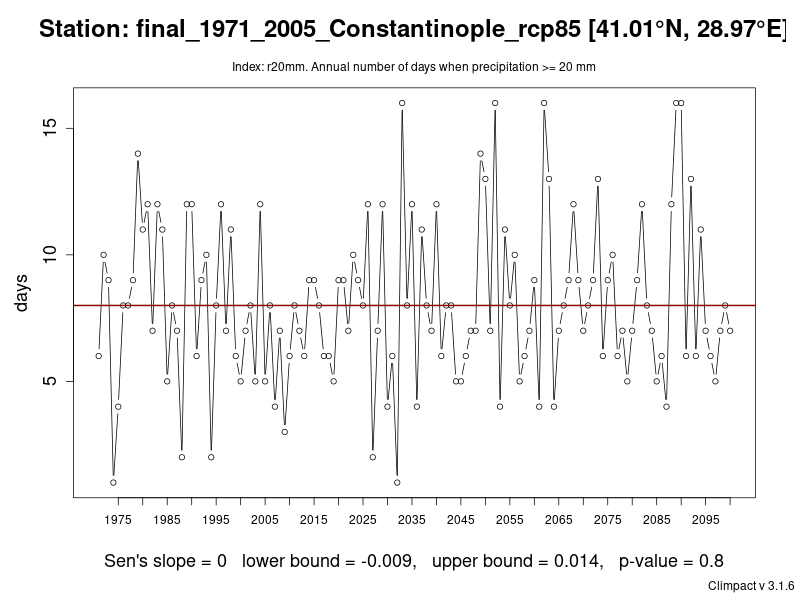 Station: final_1971_2005_Constantinople_rcp85 [41.01°N, 28.97°E]
Index: r20mm. Annual number of days when precipitation >= 20 mm
days
15
10
5
1975 1985 1995 2005 2015 2025 2035 2045 2055 2065 2075 2085 2095
Sen's slope = 0 lower bound = -0.009, upper bound = 0.014, p-value = 0.8
Climpact v 3.1.6